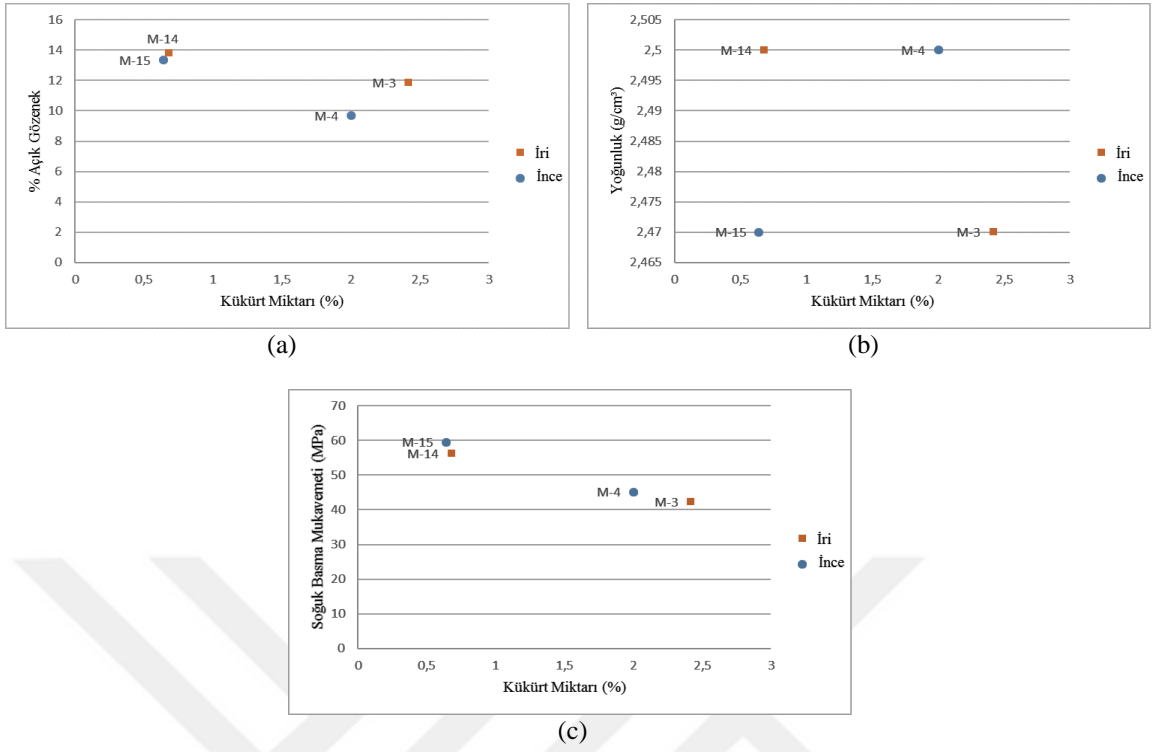 16
14
12
10
8
6
4
2
0
% Açık Gözenek
M-14
M-15
M-3
M-4
0 0,5 1 1,5 2 2,5 3
Kükürt Miktarı (%)
İri
İnce
(a)
2,505
2,5
2,495
2,49
2,485
2,48
2,475
2,47
2,465
Yoğunluk (g/cm³)
M-14
M-4
M-15
M-3
0 0,5 1 1,5 2 2,5 3
Kükürt Miktarı (%)
İri
İnce
(b)
70
60
50
40
30
20
10
0
Soğuk Basma Mukavemeti (MPa)
M-15
M-14
M-4
M-3
0 0,5 1 1,5 2 2,5 3
Kükürt Miktarı (%)
İri
İnce
(c)